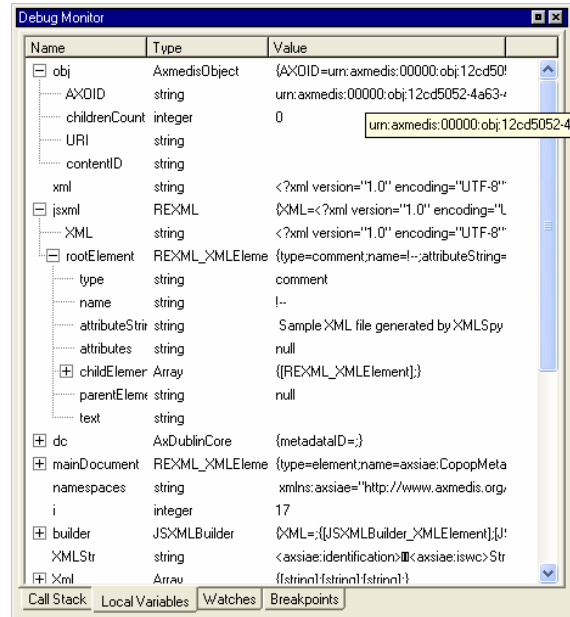 Debug Monitor
Name Type Value
obj AxmedisObject {AXOID=urn:axmedis:00000:obj:12cd50
AXOID string urn:axmedis:00000:obj:12cd5052-4a63-
childrenCount integer 0
urn:axmedis:00000:obj:12cd5052-4
URI string
contentID string
xml string <?xml version="1.0" encoding="UTF-8"
jsxml REXML {XML=<?xml version="1.0" encoding="U
XML string <?xml version="1.0" encoding="UTF-8"
rootElement REXML_XMLEleme {type=comment;name=!--;attributeString=
type string comment
name string !--
attributeStrin string Sample XML file generated by XMLSpy
attributes string null
childElemer Array {[REXML_XMLElement];}
parentEleme string null
text string
dc AxDublinCore {metadataID=;}
mainDocument REXML_XMLEleme {type=element;name=axsiae:CopopMeta
namespaces string xmlns:axsiae="http://www.axmedis.org/
i integer 17
builder JSXMLBuilder {XML=;{[JSXMLBuilder_XMLElement];[J
XMLStr string <axsiae:identification><axsiae:iswc>Str
Xml Array {[string];[string];[string];}
Call Stack Local Variables Watches Breakpoints